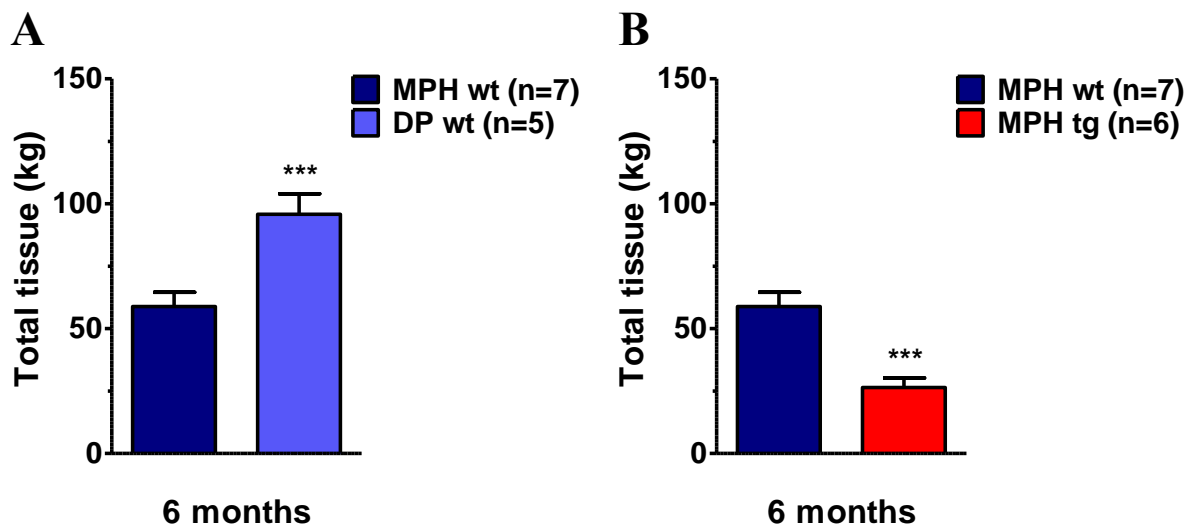 A
Total tissue (kg)
150
100
50
0
MPH wt (n=7)
DP wt (n=5)
***
6 months
B
Total tissue (kg)
150
100
50
0
MPH wt (n=7)
MPH tg (n=6)
***
6 months